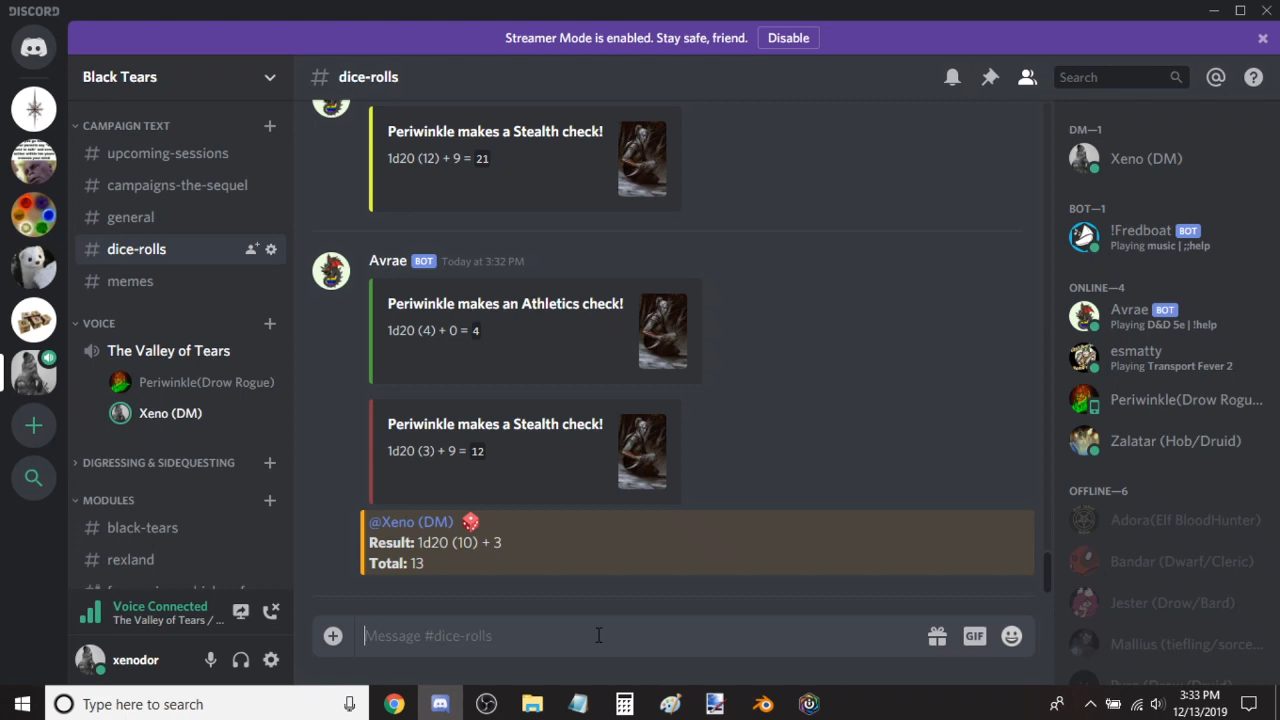 DISCORD
Streamer Mode is enabled. Stay safe, friend.
Disable
Black Tears
CAMPAIGN TEXT
# upcoming-sessions
# campaigns-the-sequel
# general
# dice-rolls
# memes
VOICE
The Valley of Tears
Periwinkle(Drow Rogue)
Xeno (DM)
DIGRESSING & SIDEQUESTING
MODULES
# black-tears
# rexland
Voice Connected
The Valley of Tears / ...
xenodor
# dice-rolls
Search
Periwinkle makes a Stealth check!
1d20 (12) + 9 = 21
Avrae BOT Today at 3:32 PM
Periwinkle makes an Athletics check!
1d20 (4) + 0 = 4
Periwinkle makes a Stealth check!
1d20 (3) + 9 = 12
@Xeno (DM)
Result: 1d20 (10) + 3
Total: 13
Message #dice-rolls
GIF
DM—1
Xeno (DM)
BOT—1
!Fredboat BOT
Playing music | ;;help
ONLINE—4
Avrae BOT
Playing D&D 5e | !help
esmatty
Playing Transport Fever 2
Periwinkle(Drow Rogu...
Zalatar (Hob/Druid)
OFFLINE—6
Adora(Elf BloodHunter)
Bandar (Dwarf/Cleric)
Jester (Drow/Bard)
Mallius (tiefling/sorce...
Type here to search
3:33 PM
12/13/2019